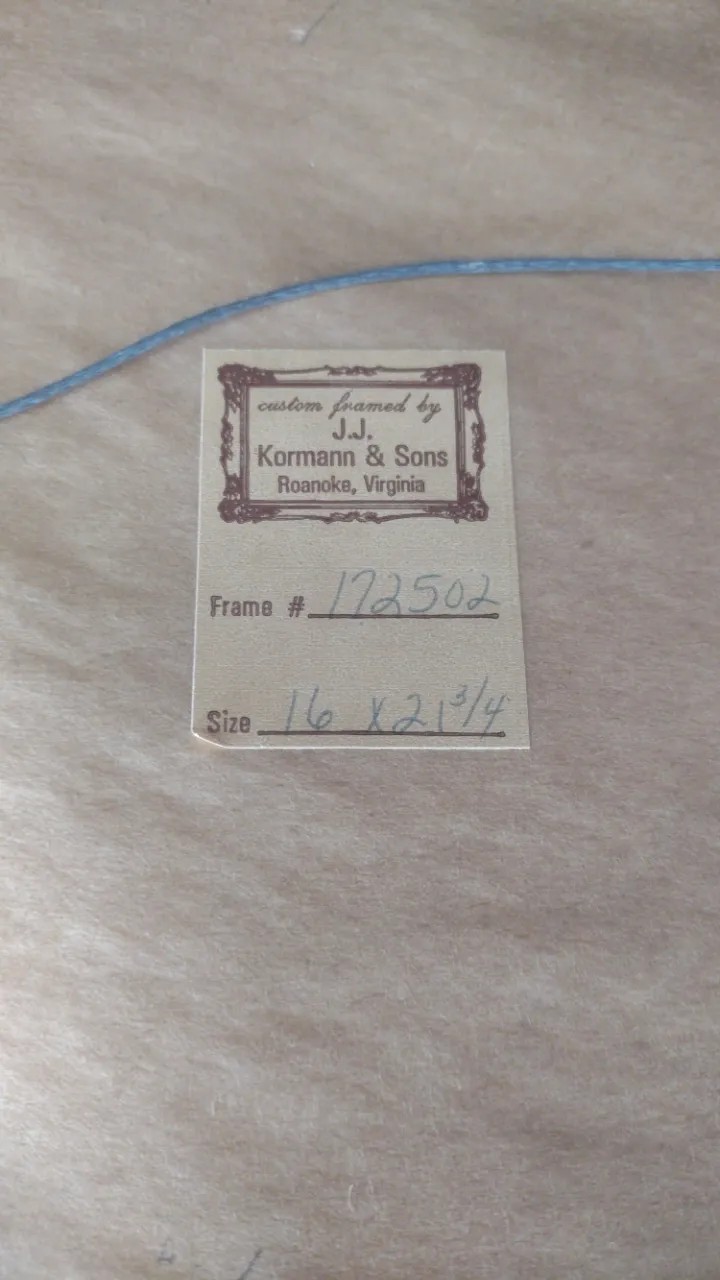 custom framed by
J.J.
Kormann & Sons
Roanoke, Virginia
Frame # 172502
Size 16 x 21 3/4